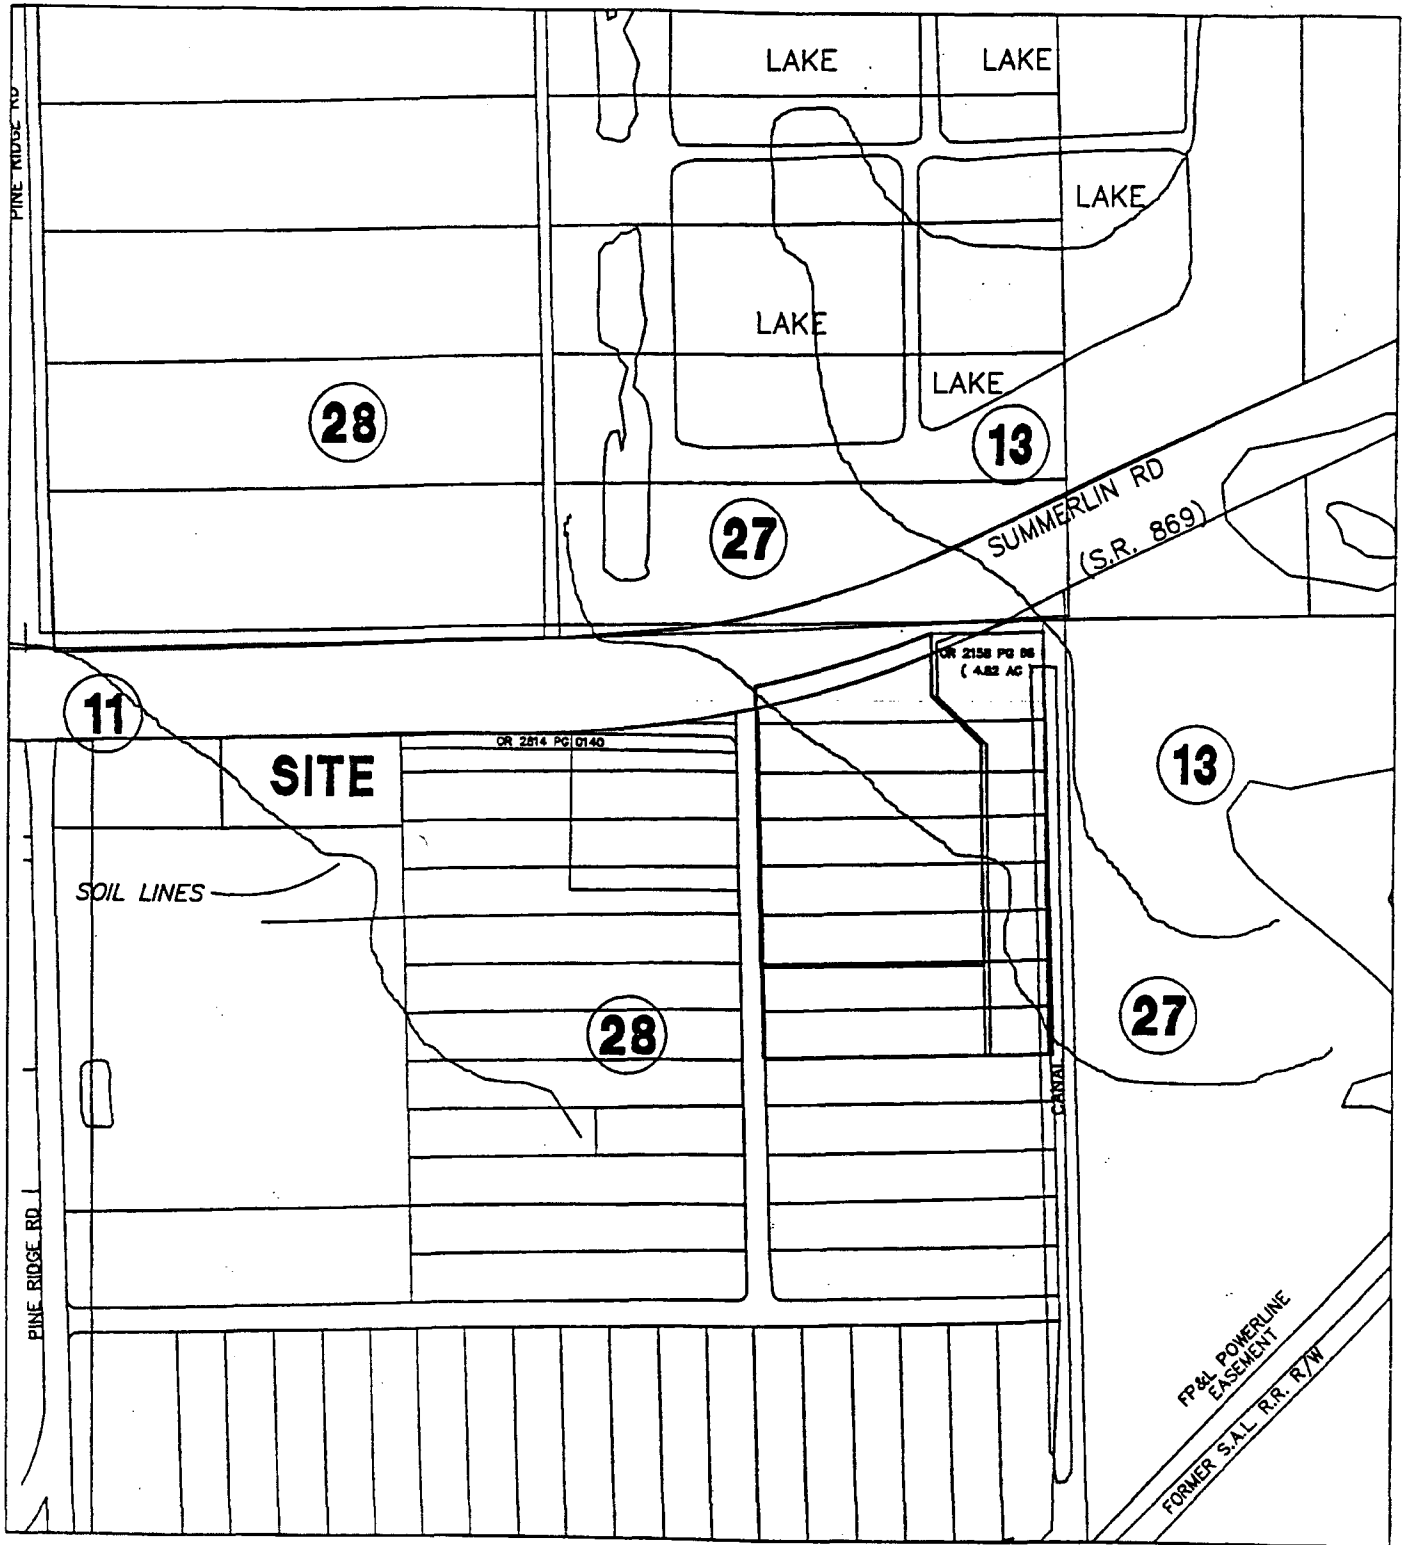 LAKE
LAKE
PINE RIDGE RD
LAKE
LAKE
LAKE
28
13
27
SUMMERLIN RD
(S.R. 869)
OR 2158 PG 86
( 4.82 AC )
11
OR 2814 PG 0140
SITE
13
SOIL LINES
27
28
CANAL
PINE RIDGE RD
FP&L POWERLINE
EASEMENT
FORMER S.A.L. R.R. R/W